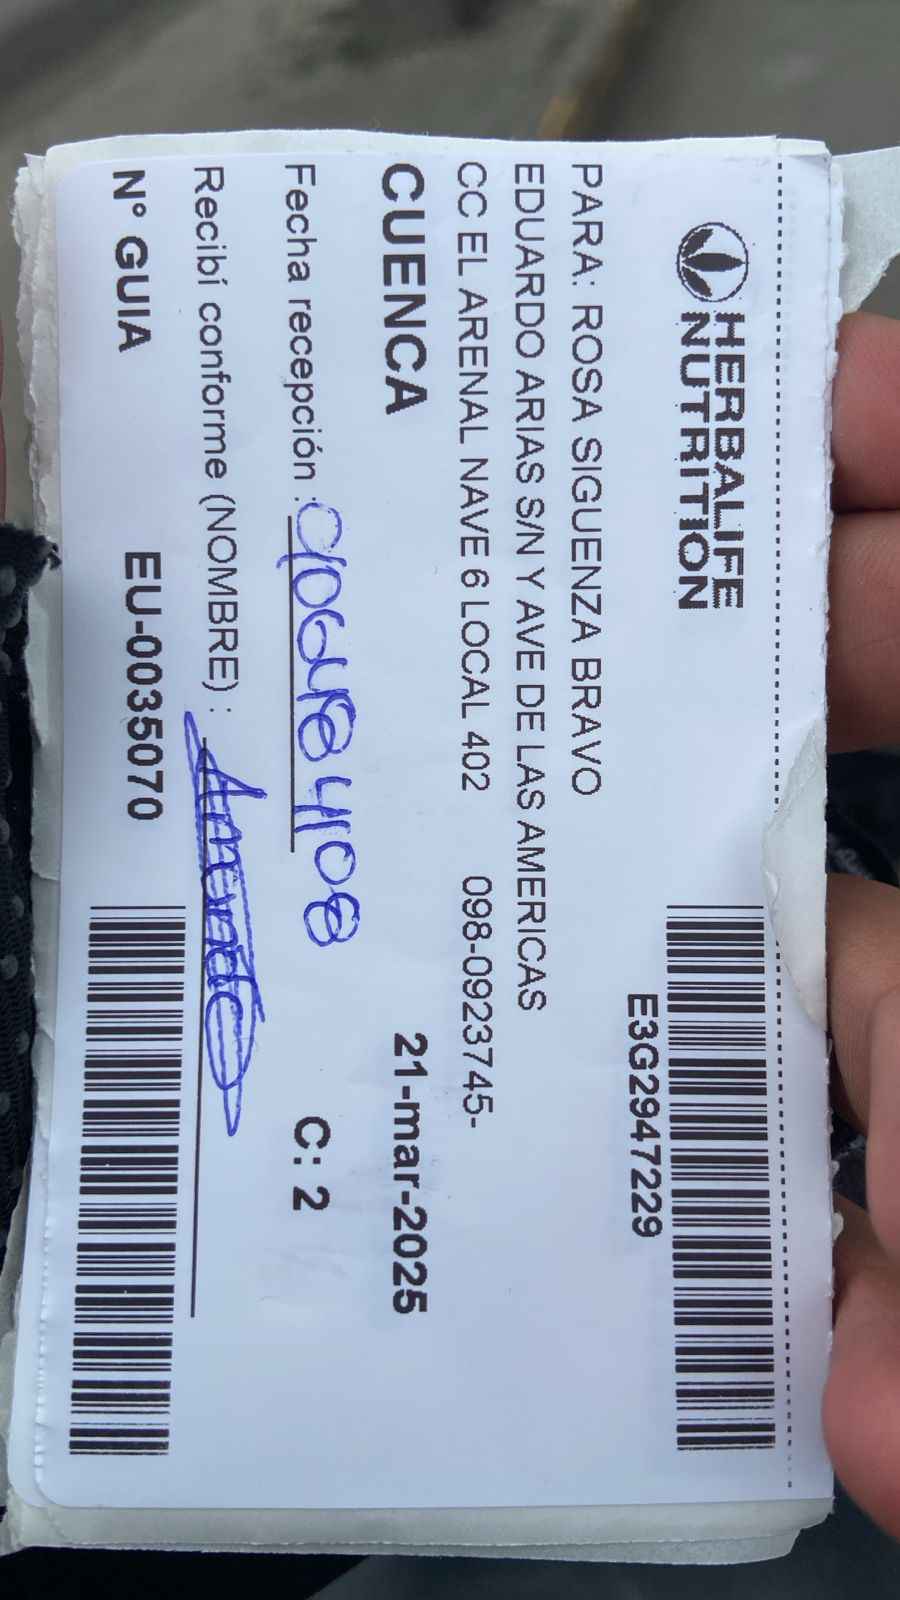 HERBALIFE
NUTRITION
E3G2947229
PARA: ROSA SIGUENZA BRAVO
EDUARDO ARIAS S/N Y AVE DE LAS AMERICAS
CC EL ARENAL NAVE 6 LOCAL 402 098-0923745-
CUENCA 21-mar-2025
Fecha recepción : C: 2
Recibí conforme (NOMBRE) :
N° GUIA EU-0035070